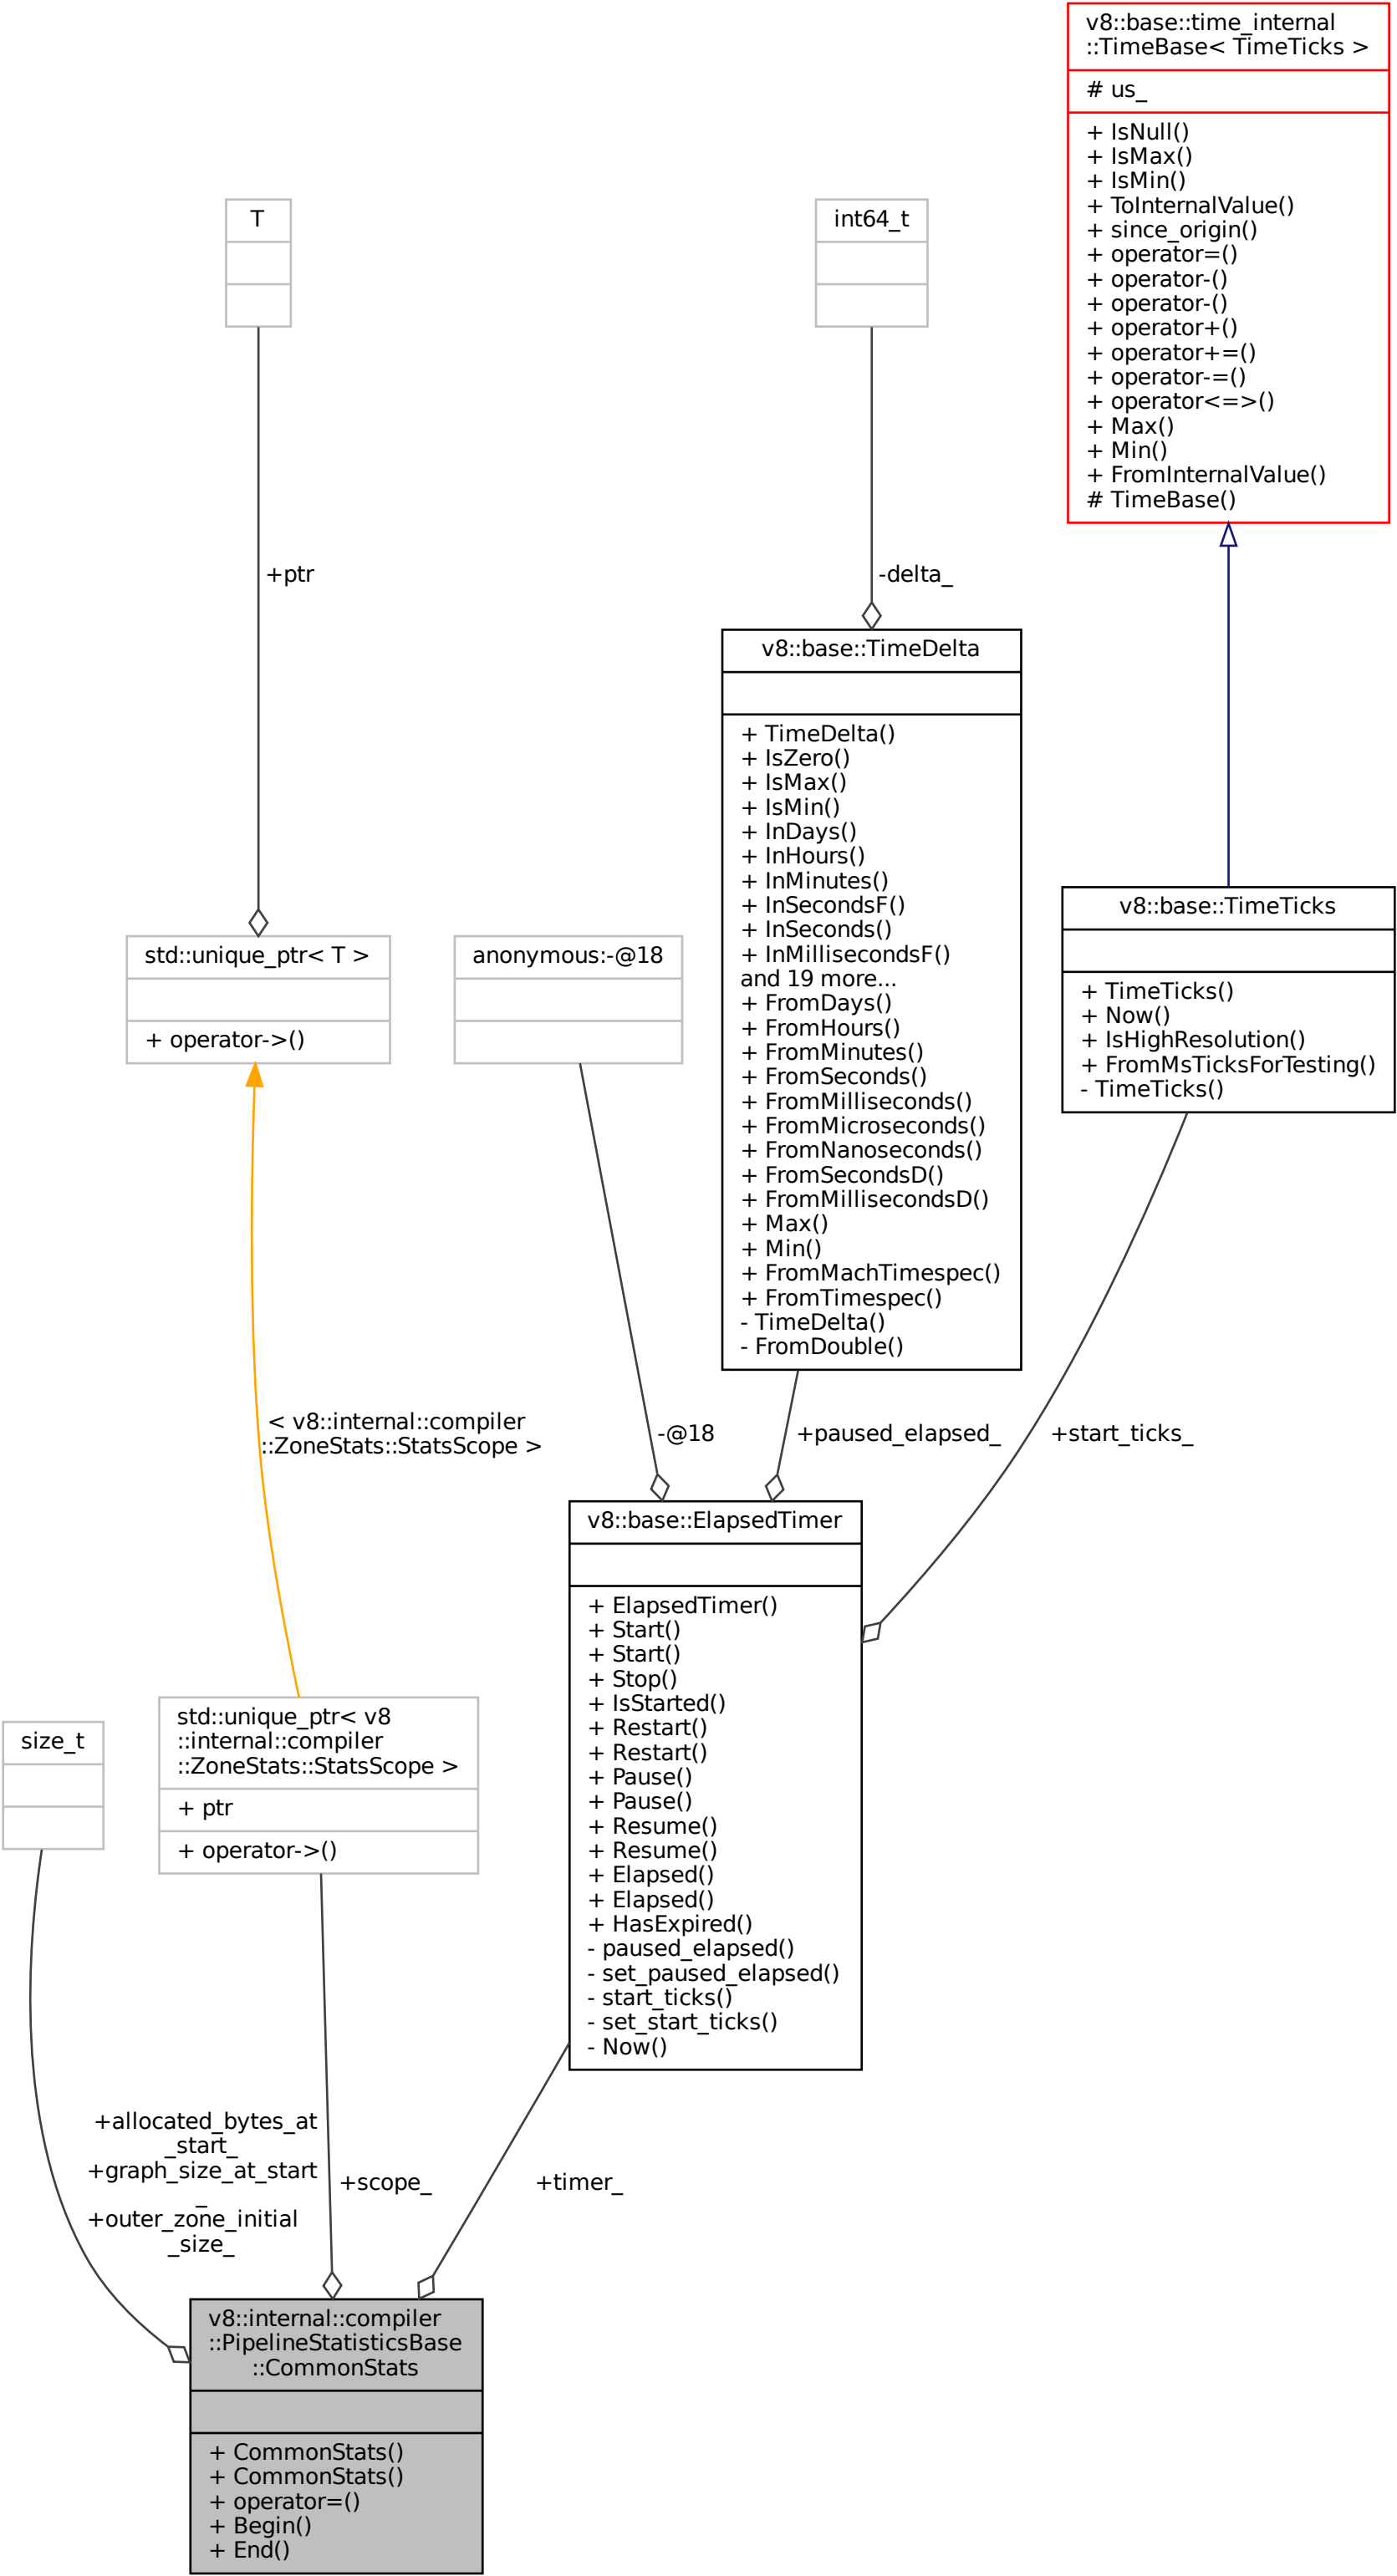 v8::base::time_internal
::TimeBase< TimeTicks >
# us_
+ IsNull()
+ IsMax()
+ IsMin()
+ ToInternalValue()
+ since_origin()
+ operator=()
+ operator-()
+ operator-()
+ operator+()
+ operator+=()
+ operator-=()
+ operator<=>()
+ Max()
+ Min()
+ FromInternalValue()
# TimeBase()
T
int64_t
+ptr
-delta_
v8::base::TimeDelta
+ TimeDelta()
+ IsZero()
+ IsMax()
+ IsMin()
+ InDays()
+ InHours()
+ InMinutes()
+ InSecondsF()
+ InSeconds()
+ InMillisecondsF()
and 19 more...
+ FromDays()
+ FromHours()
+ FromMinutes()
+ FromSeconds()
+ FromMilliseconds()
+ FromMicroseconds()
+ FromNanoseconds()
+ FromSecondsD()
+ FromMillisecondsD()
+ Max()
+ Min()
+ FromMachTimespec()
+ FromTimespec()
- TimeDelta()
- FromDouble()
v8::base::TimeTicks
+ TimeTicks()
+ Now()
+ IsHighResolution()
+ FromMsTicksForTesting()
- TimeTicks()
std::unique_ptr< T >
+ operator->()
anonymous:-@18
< v8::internal::compiler
::ZoneStats::StatsScope >
-@18
+paused_elapsed_
+start_ticks_
v8::base::ElapsedTimer
+ ElapsedTimer()
+ Start()
+ Start()
+ Stop()
+ IsStarted()
+ Restart()
+ Restart()
+ Pause()
+ Pause()
+ Resume()
+ Resume()
+ Elapsed()
+ Elapsed()
+ HasExpired()
- paused_elapsed()
- set_paused_elapsed()
- start_ticks()
- set_start_ticks()
- Now()
size_t
std::unique_ptr< v8
::internal::compiler
::ZoneStats::StatsScope >
+ ptr
+ operator->()
+allocated_bytes_at
_start_
+graph_size_at_start
_
+outer_zone_initial
_size_
+scope_
+timer_
v8::internal::compiler
::PipelineStatisticsBase
::CommonStats
+ CommonStats()
+ CommonStats()
+ operator=()
+ Begin()
+ End()